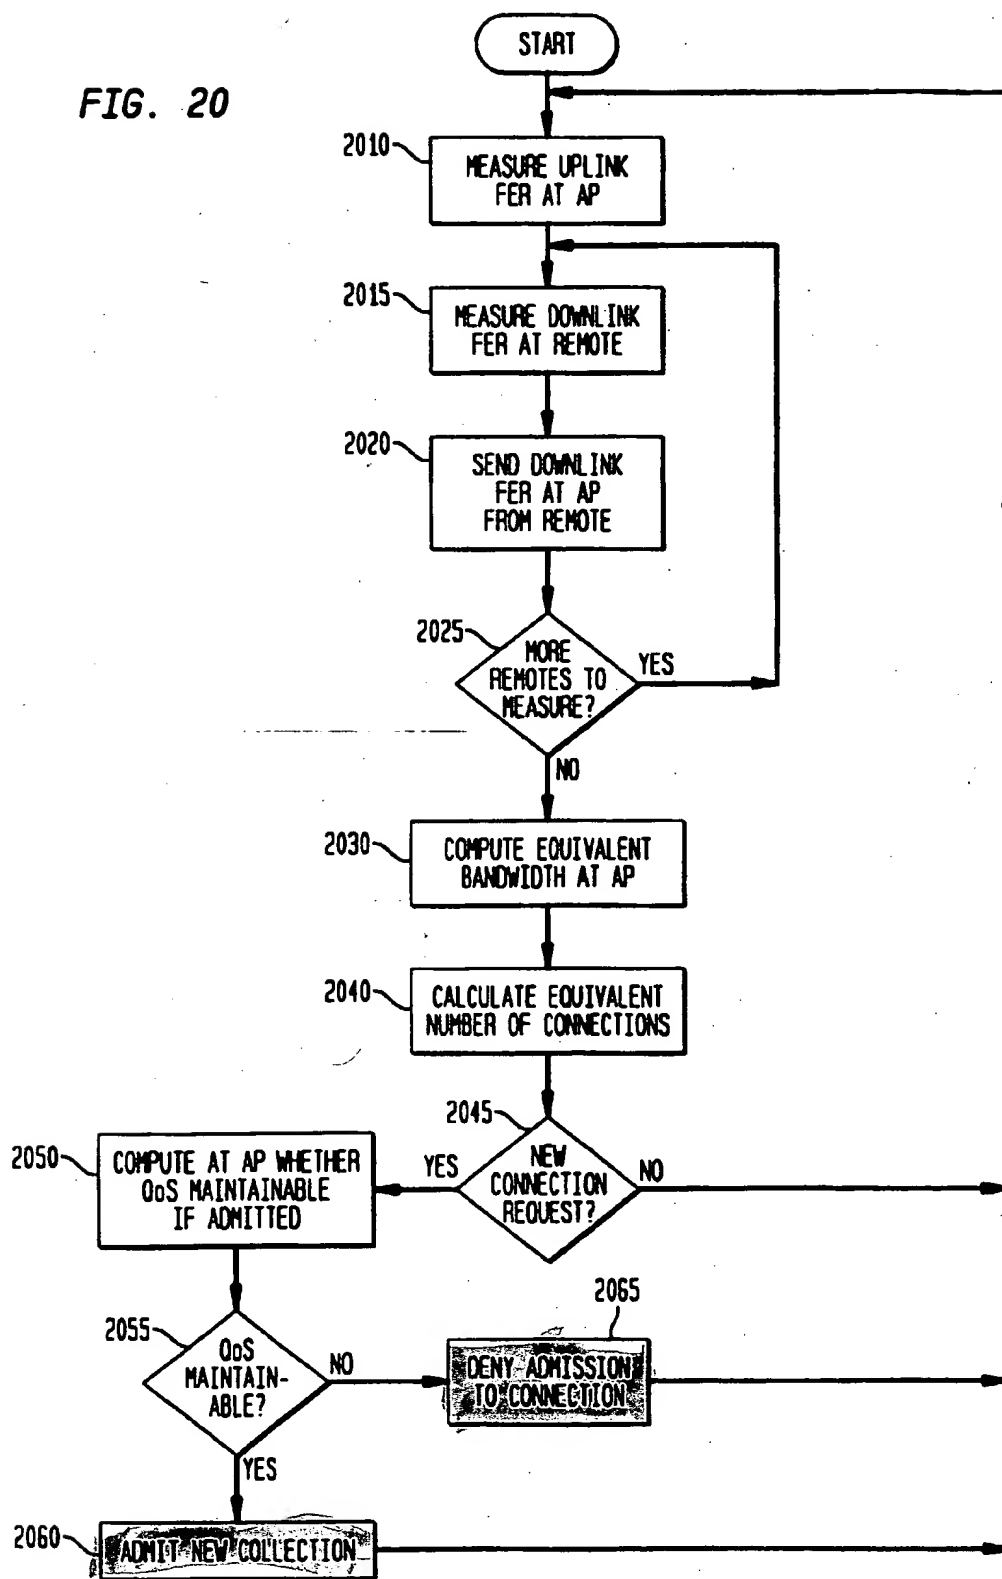 START
FIG. 20
2010
MEASURE UPLINK
FER AT AP
2015
MEASURE DOWNLINK
FER AT REMOTE
2020
SEND DOWNLINK
FER AT AP
FROM REMOTE
2025
MORE
REMOTES TO
MEASURE?
YES
NO
2030
COMPUTE EQUIVALENT
BANDWIDTH AT AP
2040
CALCULATE EQUIVALENT
NUMBER OF CONNECTIONS
2045
NEW
CONNECTION
REQUEST?
YES
NO
2050
COMPUTE AT AP WHETHER
QoS MAINTAINABLE
IF ADMITTED
2055
QoS
MAINTAIN-
ABLE?
NO
YES
2065
DENY ADMISSION
TO CONNECTION
2060
ADMIT NEW COLLECTION